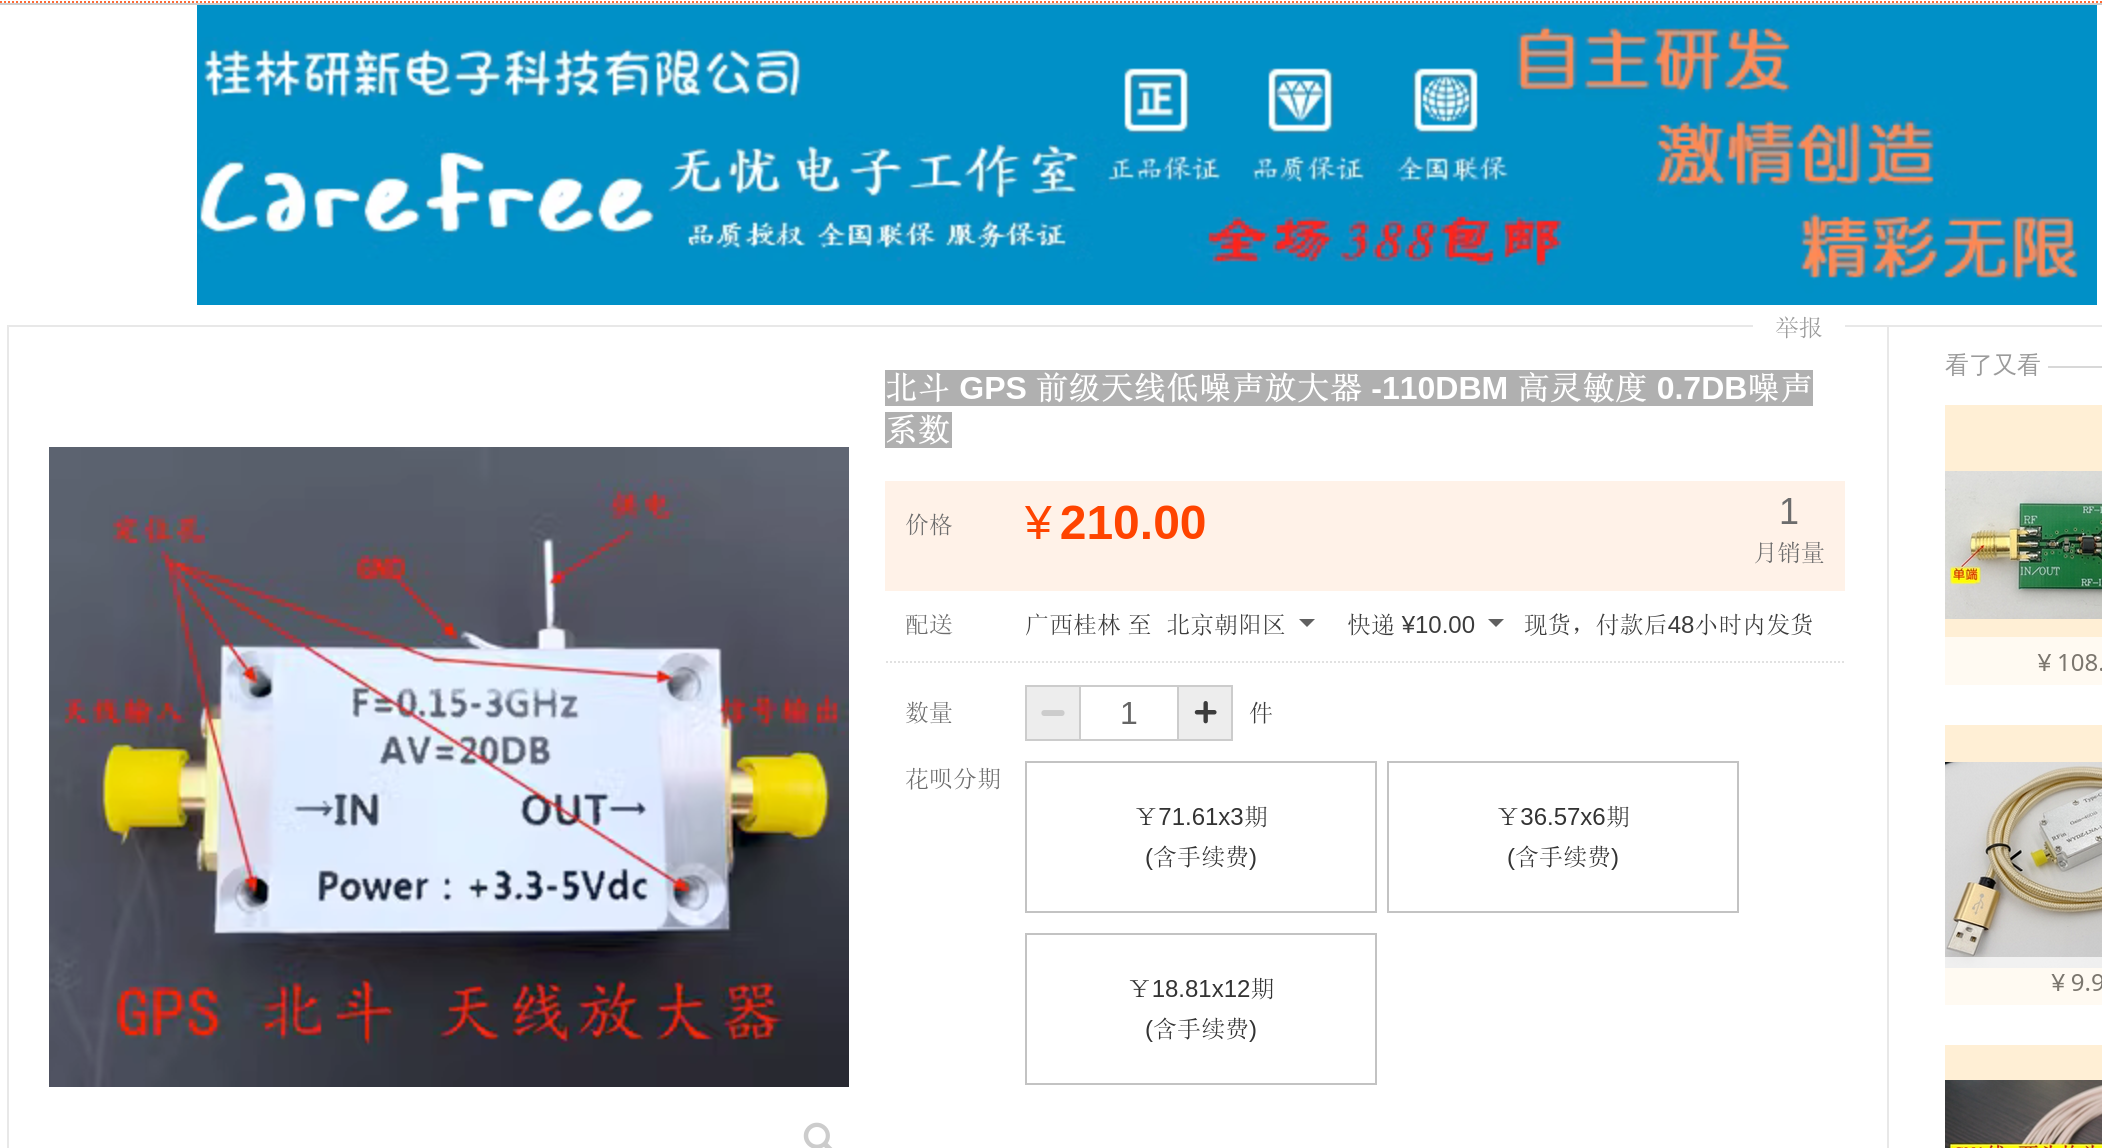 桂林研新电子科技有限公司
Carefree 无忧电子工作室
品质授权 全国联保 服务保证
正
正品保证 品质保证 全国联保
全场388包邮
自主研发
激情创造
精彩无限
举报
看了又看
北斗 GPS 前级天线低噪声放大器 -110DBM 高灵敏度 0.7DB噪声
系数
价格 ¥210.00
1
月销量
配送 广西桂林 至 北京朝阳区 快递 ¥10.00 现货，付款后48小时内发货
数量 1 件
花呗分期
¥71.61x3期
(含手续费)
¥36.57x6期
(含手续费)
¥18.81x12期
(含手续费)
定位孔
供电
GND
天线输入
信号输出
F=0.15-3GHz
AV=20DB
→IN OUT→
Power：+3.3-5Vdc
GPS 北斗 天线放大器
RF
单端
IN/OUT
¥ 108.
¥ 9.9